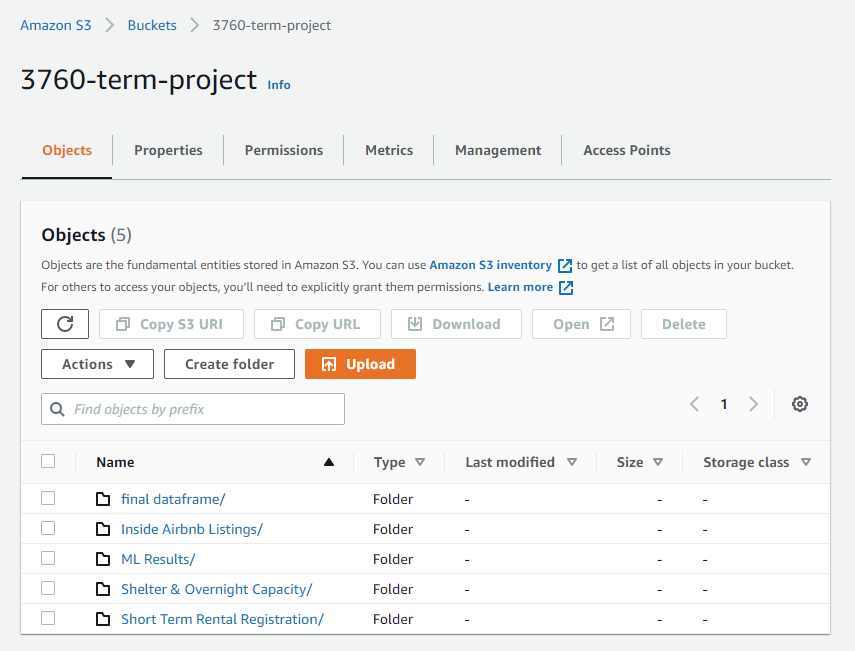 Amazon S3 > Buckets > 3760-term-project
3760-term-project Info
Objects Properties Permissions Metrics Management Access Points
Objects (5)
Objects are the fundamental entities stored in Amazon S3. You can use Amazon S3 inventory to get a list of all objects in your bucket.
For others to access your objects, you'll need to explicitly grant them permissions. Learn more
Copy S3 URI Copy URL Download Open Delete
Actions Create folder Upload
Find objects by prefix 1
Name Type Last modified Size Storage class
final dataframe/ Folder - - -
Inside Airbnb Listings/ Folder - - -
ML Results/ Folder - - -
Shelter & Overnight Capacity/ Folder - - -
Short Term Rental Registration/ Folder - - -